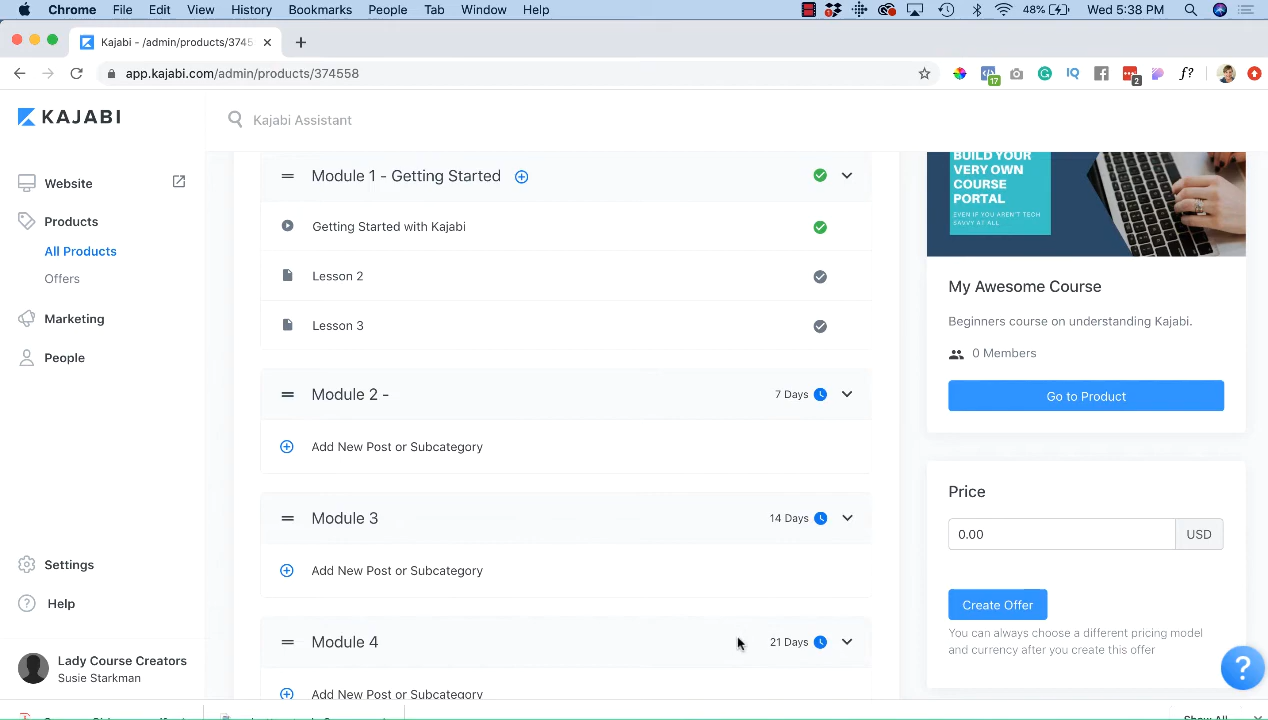 Chrome File Edit View History Bookmarks People Tab Window Help 48% Wed 5:38 PM
Kajabi - /admin/products/3745
app.kajabi.com/admin/products/374558
17
2
f?
IQ
KAJABI
Kajabi Assistant
Website
Products
All Products
Offers
Marketing
People
Settings
Help
Lady Course Creators
Susie Starkman
Module 1 - Getting Started
Getting Started with Kajabi
Lesson 2
Lesson 3
Module 2 -
7 Days
Add New Post or Subcategory
Module 3
14 Days
Add New Post or Subcategory
Module 4
21 Days
Add New Post or Subcategory
BUILD YOUR
VERY OWN
COURSE
PORTAL
EVEN IF YOU AREN'T TECH
SAVVY AT ALL
My Awesome Course
Beginners course on understanding Kajabi.
0 Members
Go to Product
Price
0.00 USD
Create Offer
You can always choose a different pricing model
and currency after you create this offer
?
Show All